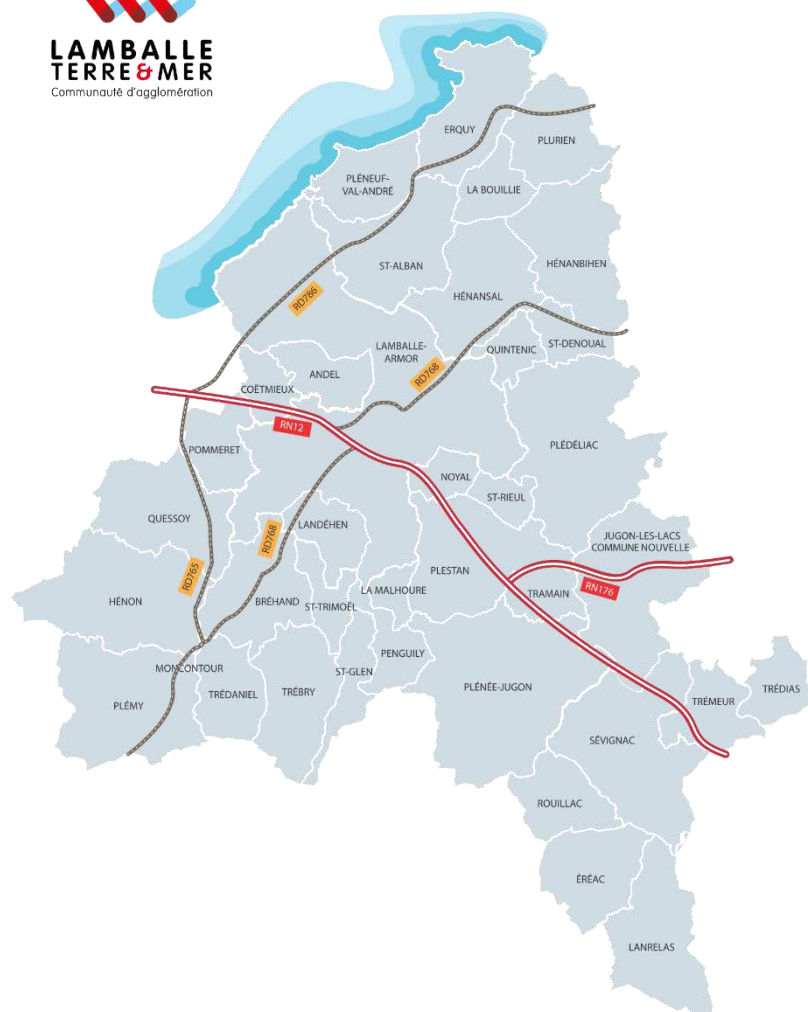 LAMBALLE
TERRE&MER
Communauté d'agglomération
ERQUY
PLURIEN
PLÉNEUF-
VAL-ANDRÉ
LA BOUILLIE
ST-ALBAN
HÉNANBIHEN
HÉNANSAL
RD786
LAMBALLE-
ARMOR
QUINTENIC
ST-DENOUAL
ANDEL
RD768
COËTMIEUX
RN12
POMMERET
PLÉDÉLIAC
NOYAL
ST-RIEUL
QUESSOY
RD768
LANDÉHEN
JUGON-LES-LACS
COMMUNE NOUVELLE
RD765
PLESTAN
RN176
LA MALHOURE
TRAMAIN
HÉNON
BRÉHAND
ST-TRIMOËL
PENGUILY
MONCONTOUR
ST-GLEN
PLÉNÉE-JUGON
TRÉDANIEL
TRÉBRY
PLÉMY
TRÉMEUR
TRÉDIAS
SÉVIGNAC
ROUILLAC
ÉRÉAC
LANRELAS